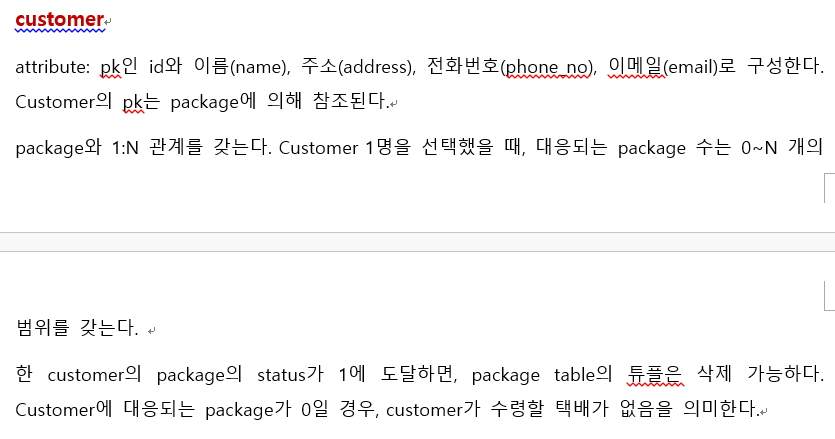 customer
attribute: pk인 id와 이름(name), 주소(address), 전화번호(phone_no), 이메일(email)로 구성한다.
Customer의 pk는 package에 의해 참조된다.
package와 1:N 관계를 갖는다. Customer 1명을 선택했을 때, 대응되는 package 수는 0~N 개의
범위를 갖는다.
한 customer의 package의 status가 1에 도달하면, package table의 튜플은 삭제 가능하다.
Customer에 대응되는 package가 0일 경우, customer가 수령할 택배가 없음을 의미한다.